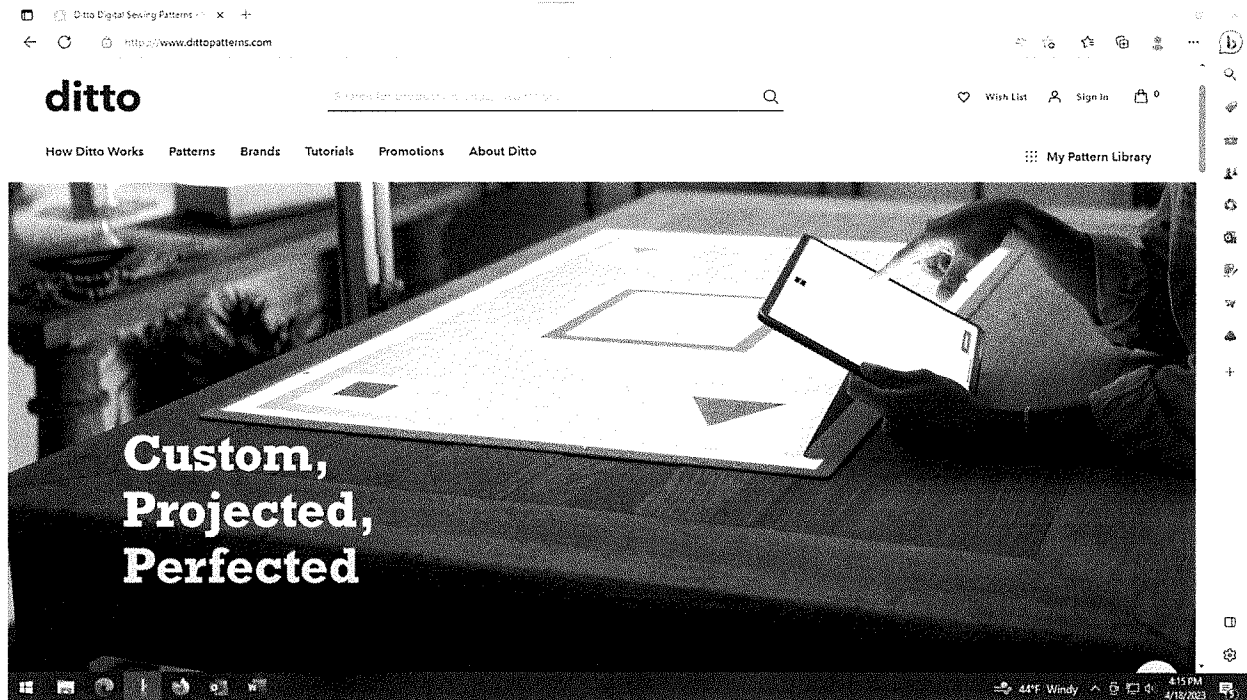 Ditto Digital Sewing Patterns
www.dittopatterns.com
ditto
Wish List
Sign In
0
How Ditto Works
Patterns
Brands
Tutorials
Promotions
About Ditto
My Pattern Library
Custom,
Projected,
Perfected
44°F Windy
4:15 PM
4/18/2023